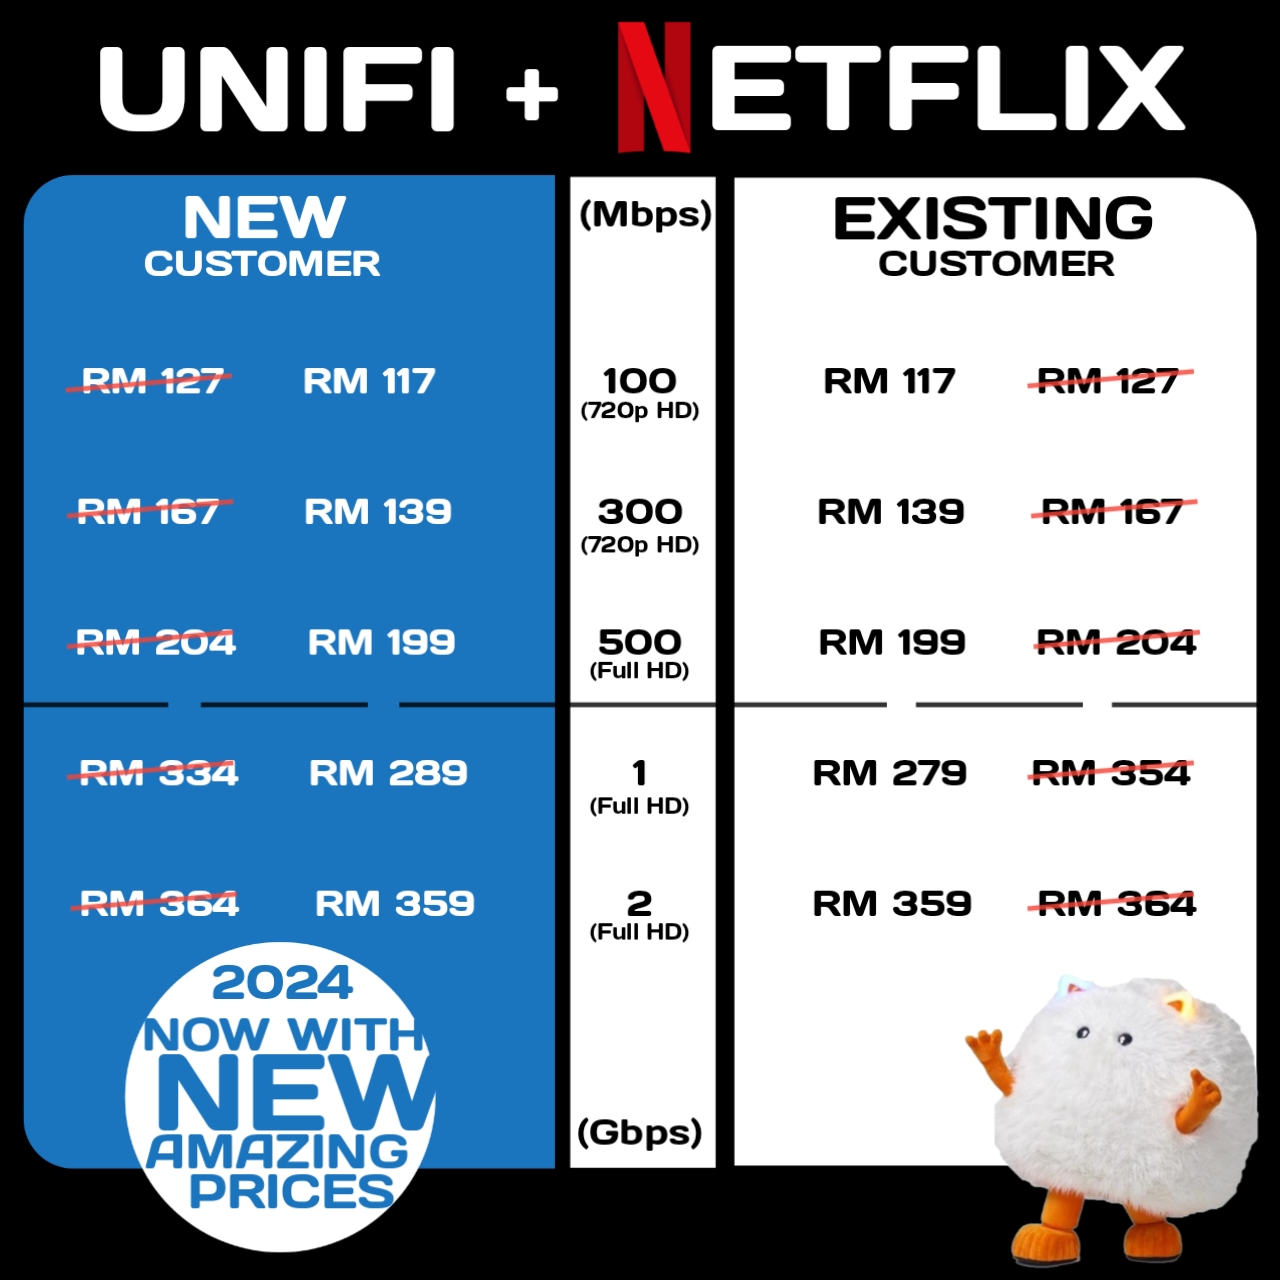 UNIFI + NETFLIX
NEW
CUSTOMER
(Mbps)
EXISTING
CUSTOMER
RM 127 RM 117 100 RM 117 RM 127
(720p HD)
RM 167 RM 139 300 RM 139 RM 167
(720p HD)
RM 204 RM 199 500 RM 199 RM 204
(Full HD)
RM 334 RM 289 1 RM 279 RM 354
(Full HD)
RM 364 RM 359 2 RM 359 RM 364
(Full HD)
2024
NOW WITH
NEW
AMAZING
PRICES
(Gbps)